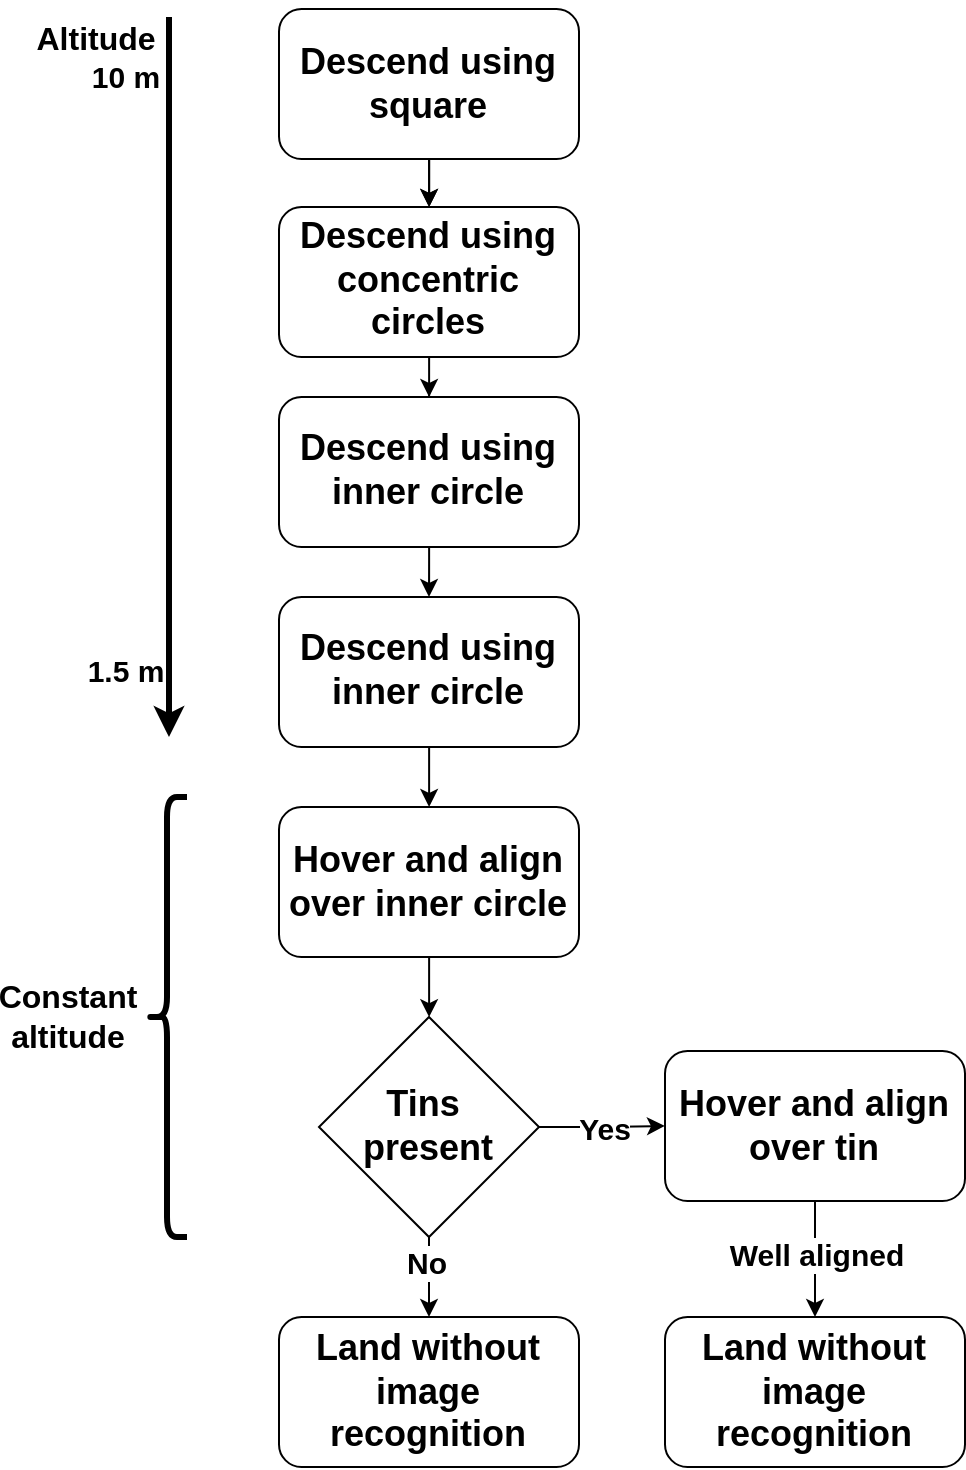 Altitude
10 m
Descend using
square
Descend using
concentric
circles
Descend using
inner circle
Descend using
inner circle
1.5 m
Hover and align
over inner circle
Constant
altitude
Tins
present
Yes
Hover and align
over tin
No
Well aligned
Land without
image
recognition
Land without
image
recognition